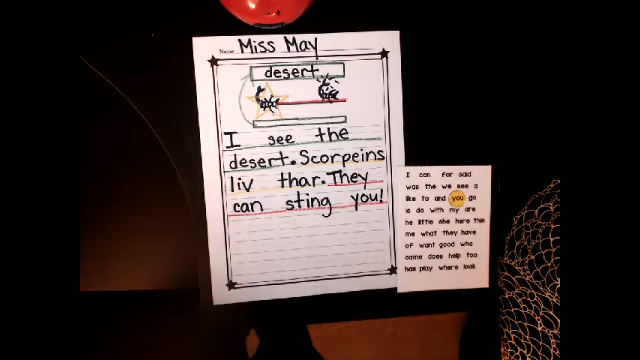 Name: Miss May
desert
I see the
desert. Scorpeins
liv thar. They
can sting you!
I can for said
was the we see a
like to and you go
is do with my are
he little she here this
me what they have
of want good who
come does help too
has play where look